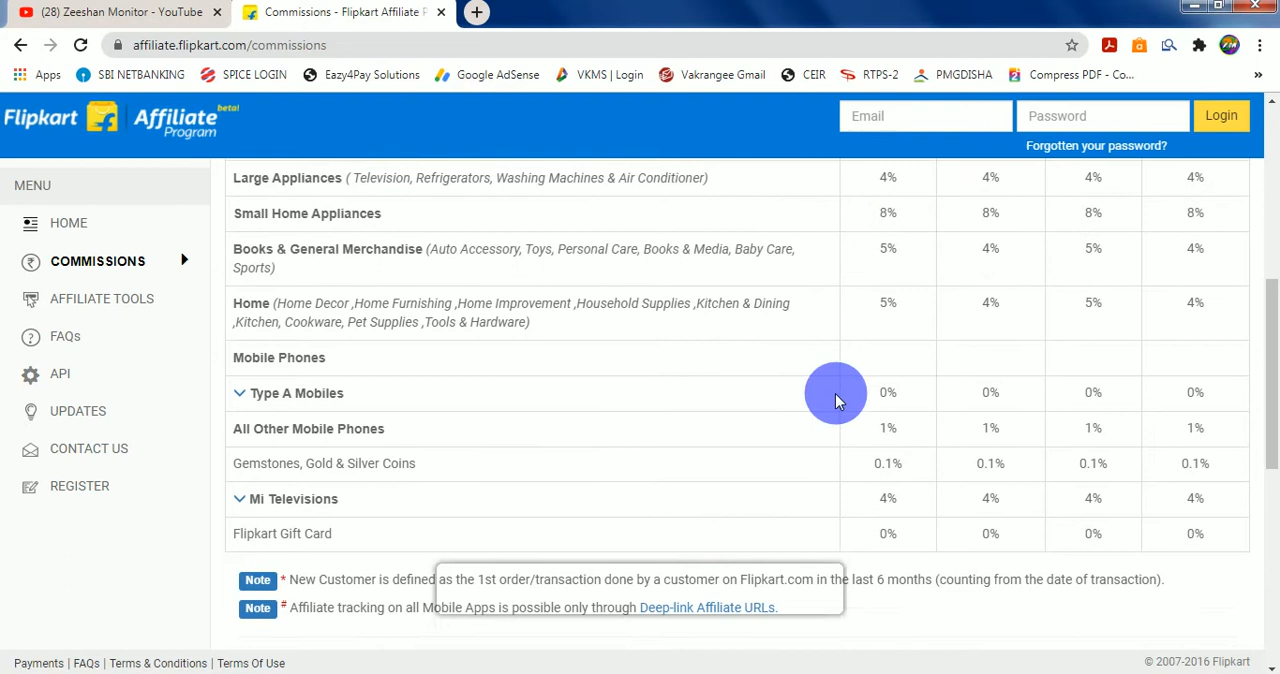 (28) Zeeshan Monitor - YouTube
Commissions - Flipkart Affiliate P
affiliate.flipkart.com/commissions
Apps SBI NETBANKING SPICE LOGIN Eazy4Pay Solutions Google AdSense VKMS | Login Vakrangee Gmail CEIR RTPS-2 PMGDISHA Compress PDF - Co... »
Flipkart Affiliate Program beta!
Email Password Login
Forgotten your password?
MENU
HOME
COMMISSIONS
AFFILIATE TOOLS
FAQs
API
UPDATES
CONTACT US
REGISTER
Large Appliances ( Television, Refrigerators, Washing Machines & Air Conditioner) 4% 4% 4% 4%
Small Home Appliances 8% 8% 8% 8%
Books & General Merchandise (Auto Accessory, Toys, Personal Care, Books & Media, Baby Care, 5% 4% 5% 4%
Sports)
Home (Home Decor ,Home Furnishing ,Home Improvement ,Household Supplies ,Kitchen & Dining 5% 4% 5% 4%
,Kitchen, Cookware, Pet Supplies ,Tools & Hardware)
Mobile Phones
Type A Mobiles 0% 0% 0% 0%
All Other Mobile Phones 1% 1% 1% 1%
Gemstones, Gold & Silver Coins 0.1% 0.1% 0.1% 0.1%
Mi Televisions 4% 4% 4% 4%
Flipkart Gift Card 0% 0% 0% 0%
Note * New Customer is defined as the 1st order/transaction done by a customer on Flipkart.com in the last 6 months (counting from the date of transaction).
Note # Affiliate tracking on all Mobile Apps is possible only through Deep-link Affiliate URLs.
Payments | FAQs | Terms & Conditions | Terms Of Use
© 2007-2016 Flipkart